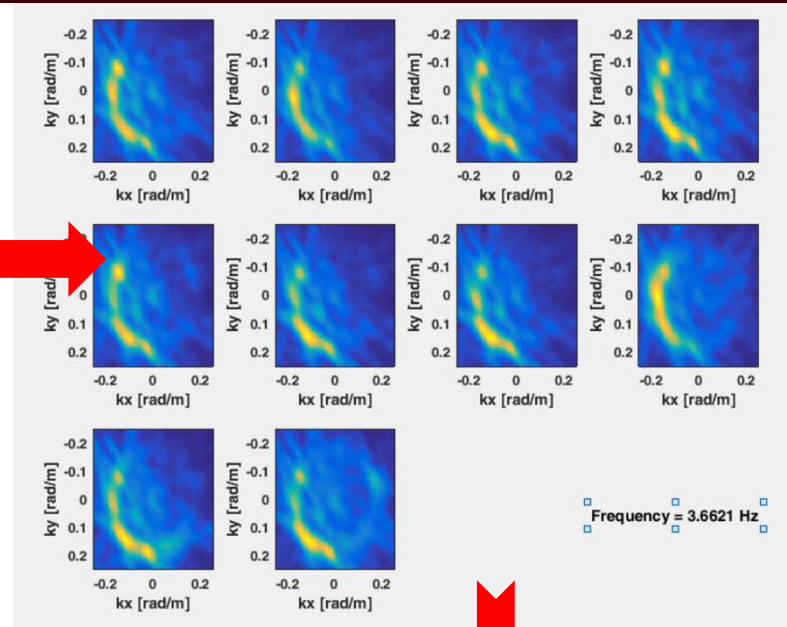 -0.2 -0.2 -0.2 -0.2
-0.1 -0.1 -0.1 -0.1
0 0 0 0
0.1 0.1 0.1 0.1
0.2 0.2 0.2 0.2
ky [rad/m] ky [rad/m] ky [rad/m] ky [rad/m]
-0.2 0 0.2 -0.2 0 0.2 -0.2 0 0.2 -0.2 0 0.2
kx [rad/m] kx [rad/m] kx [rad/m] kx [rad/m]
-0.2 -0.2 -0.2
-0.1 -0.1 -0.1
0 0 0 0
0.1 0.1 0.1 0.1
0.2 0.2 0.2 0.2
ky [rad/m] ky [rad/m] ky [rad/m]
-0.2 0 0.2 -0.2 0 0.2 -0.2 0 0.2 -0.2 0 0.2
kx [rad/m] kx [rad/m] kx [rad/m] kx [rad/m]
-0.2 -0.2
-0.1 -0.1
0 0
0.1 0.1
0.2 0.2
ky [rad/m] ky [rad/m]
-0.2 0 0.2 -0.2 0 0.2
kx [rad/m] kx [rad/m]
Frequency = 3.6621 Hz